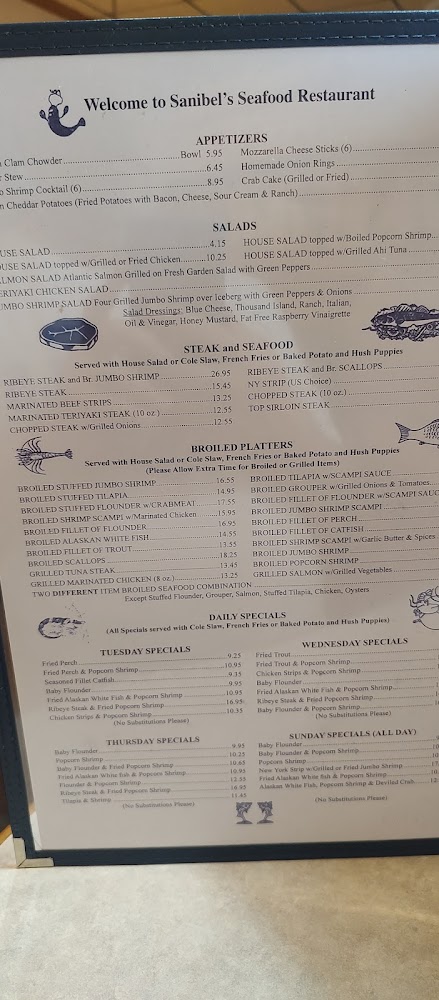 Welcome to Sanibel's Seafood Restaurant
APPETIZERS
Clam Chowder Bowl 5.95
Stew 6.45
Shrimp Cocktail (6) 8.95
Cheddar Potatoes (Fried Potatoes with Bacon, Cheese, Sour Cream & Ranch)
Mozzarella Cheese Sticks (6)
Homemade Onion Rings
Crab Cake (Grilled or Fried)
SALADS
SALAD 4.15
SALAD topped w/Grilled or Fried Chicken 10.25
SALAD Atlantic Salmon Grilled on Fresh Garden Salad with Green Peppers
CHICKEN SALAD
SHRIMP SALAD Four Grilled Jumbo Shrimp over Iceberg with Green Peppers & Onions
HOUSE SALAD topped w/Boiled Popcorn Shrimp
HOUSE SALAD topped w/Grilled Ahi Tuna
Salad Dressings: Blue Cheese, Thousand Island, Ranch, Italian,
Oil & Vinegar, Honey Mustard, Fat Free Raspberry Vinaigrette
STEAK and SEAFOOD
Served with House Salad or Cole Slaw, French Fries or Baked Potato and Hush Puppies
RIBEYE STEAK and Br. JUMBO SHRIMP 26.95
RIBEYE STEAK 15.45
MARINATED BEEF STRIPS 13.25
MARINATED TERIYAKI STEAK (10 oz.) 12.55
CHOPPED STEAK w/Grilled Onions 12.55
RIBEYE STEAK and Br. SCALLOPS
NY STRIP (US Choice)
CHOPPED STEAK (10 oz.)
TOP SIRLOIN STEAK
BROILED PLATTERS
Served with House Salad or Cole Slaw, French Fries or Baked Potato and Hush Puppies
(Please Allow Extra Time for Broiled or Grilled Items)
BROILED STUFFED JUMBO SHRIMP 16.55
BROILED STUFFED TILAPIA 14.95
BROILED STUFFED FLOUNDER w/CRABMEAT 17.55
BROILED SHRIMP SCAMPI w/Marinated Chicken 15.95
BROILED FILLET OF FLOUNDER 16.95
BROILED ALASKAN WHITE FISH 14.55
BROILED FILLET OF TROUT 13.55
BROILED SCALLOPS 18.25
GRILLED TUNA STEAK 13.45
GRILLED MARINATED CHICKEN (8 oz.) 13.25
BROILED TILAPIA w/SCAMPI SAUCE
BROILED GROUPER w/Grilled Onions & Tomatoes
BROILED FILLET OF FLOUNDER w/SCAMPI
BROILED JUMBO SHRIMP SCAMPI
BROILED FILLET OF PERCH
BROILED FILLET OF CATFISH
BROILED SHRIMP SCAMPI w/Garlic Butter & Spices
BROILED JUMBO SHRIMP
BROILED POPCORN SHRIMP
GRILLED SALMON w/Grilled Vegetables
TWO DIFFERENT ITEM BROILED SEAFOOD COMBINATION
Except Stuffed Flounder, Grouper, Salmon, Stuffed Tilapia, Chicken, Oysters
DAILY SPECIALS
(All Specials served with Cole Slaw, French Fries or Baked Potato and Hush Puppies)
TUESDAY SPECIALS
Fried Perch 9.25
Fried Perch & Popcorn Shrimp 10.95
Seasoned Fillet Catfish 9.35
Baby Flounder 9.95
Fried Alaskan White Fish & Popcorn Shrimp 10.95
Ribeye Steak & Fried Popcorn Shrimp 16.95
Chicken Strips & Popcorn Shrimp 10.35
(No Substitutions Please)
WEDNESDAY SPECIALS
Fried Trout
Fried Trout & Popcorn Shrimp
Chicken Strips & Popcorn Shrimp
Baby Flounder
Fried Alaskan White Fish & Popcorn Shrimp
Ribeye Steak & Fried Popcorn Shrimp
Baby Flounder & Popcorn Shrimp
(No Substitutions Please)
THURSDAY SPECIALS
Baby Flounder 9.95
Popcorn Shrimp 10.25
Baby Flounder & Fried Popcorn Shrimp 10.65
Fried Alaskan White fish & Popcorn Shrimp 10.95
Flounder & Popcorn Shrimp 12.55
Ribeye Steak & Fried Popcorn Shrimp 16.95
Tilapia & Shrimp 11.45
(No Substitutions Please)
SUNDAY SPECIALS (ALL DAY)
Baby Flounder
Baby Flounder & Popcorn Shrimp
Popcorn Shrimp
New York Strip w/Grilled or Fried Jumbo Shrimp
Fried Alaskan White fish & Popcorn Shrimp
Alaskan White Fish, Popcorn Shrimp & Deviled Crab
(No Substitutions Please)